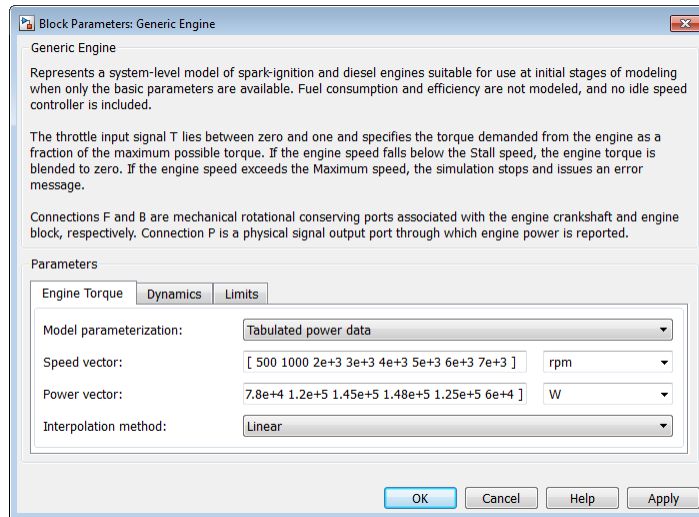 Block Parameters: Generic Engine
Generic Engine
Represents a system-level model of spark-ignition and diesel engines suitable for use at initial stages of modeling
when only the basic parameters are available. Fuel consumption and efficiency are not modeled, and no idle speed
controller is included.
The throttle input signal T lies between zero and one and specifies the torque demanded from the engine as a
fraction of the maximum possible torque. If the engine speed falls below the Stall speed, the engine torque is
blended to zero. If the engine speed exceeds the Maximum speed, the simulation stops and issues an error
message.
Connections F and B are mechanical rotational conserving ports associated with the engine crankshaft and engine
block, respectively. Connection P is a physical signal output port through which engine power is reported.
Parameters
Engine Torque Dynamics Limits
Model parameterization: Tabulated power data
Speed vector: [ 500 1000 2e+3 3e+3 4e+3 5e+3 6e+3 7e+3 ] rpm
Power vector: 7.8e+4 1.2e+5 1.45e+5 1.48e+5 1.25e+5 6e+4 ] W
Interpolation method: Linear
OK Cancel Help Apply